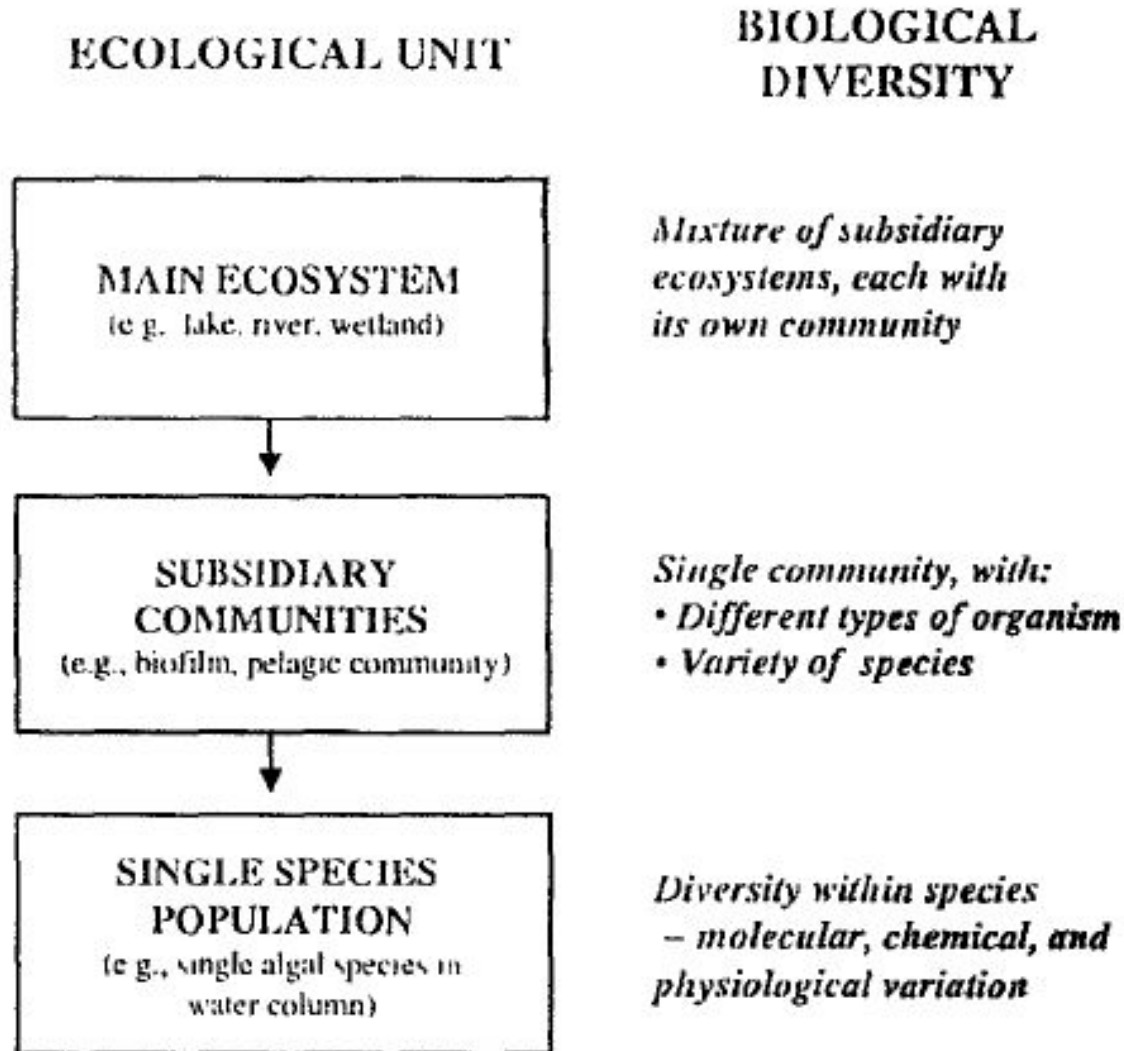 ECOLOGICAL UNIT
BIOLOGICAL
DIVERSITY
MAIN ECOSYSTEM
(e g. lake, river, wetland)
Mixture of subsidiary
ecosystems, each with
its own community
SUBSIDIARY
COMMUNITIES
(e.g., biofilm, pelagic community)
Single community, with:
• Different types of organism
• Variety of species
SINGLE SPECIES
POPULATION
(e g., single algal species in
water column)
Diversity within species
– molecular, chemical, and
physiological variation